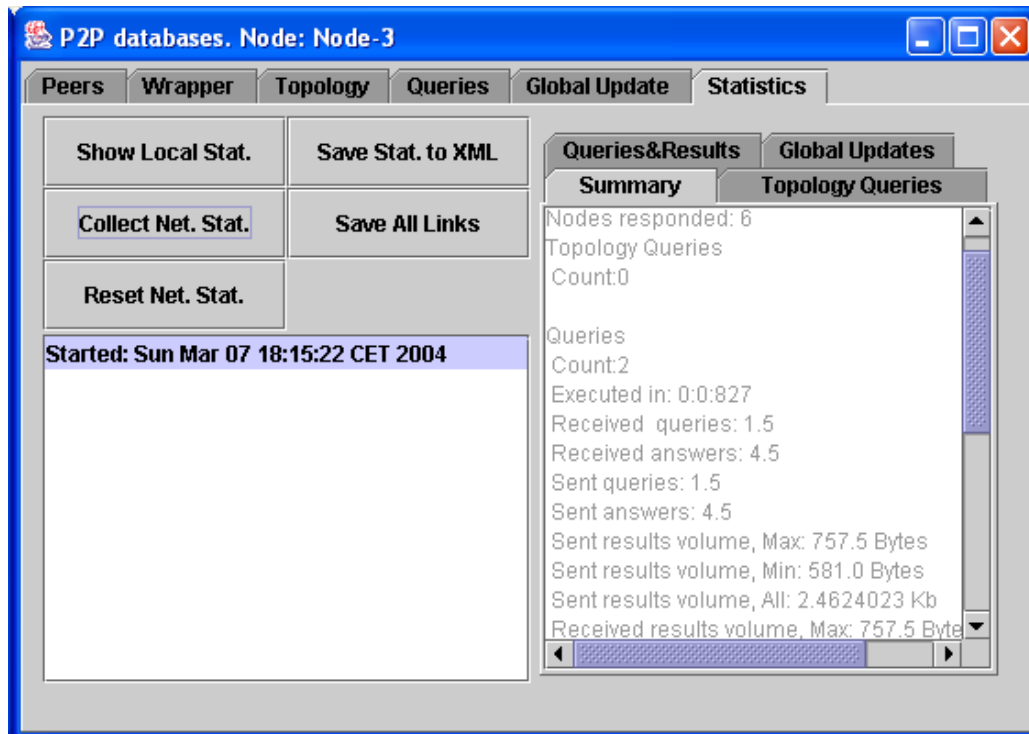 P2P databases. Node: Node-3
Peers Wrapper Topology Queries Global Update Statistics
Show Local Stat. Save Stat. to XML
Collect Net. Stat. Save All Links
Reset Net. Stat.
Started: Sun Mar 07 18:15:22 CET 2004
Queries&Results Global Updates
Summary Topology Queries
Nodes responded: 6
Topology Queries
Count:0
Queries
Count:2
Executed in: 0:0:827
Received  queries: 1.5
Received answers: 4.5
Sent queries: 1.5
Sent answers: 4.5
Sent results volume, Max: 757.5 Bytes
Sent results volume, Min: 581.0 Bytes
Sent results volume, All: 2.4624023 Kb
Received results volume, Max: 757.5 Byte